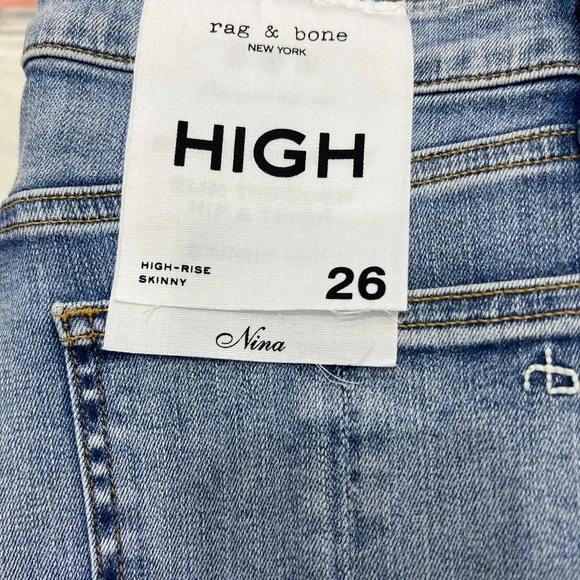 rag & bone
NEW YORK
HIGH
HIGH-RISE
SKINNY
26
Nina